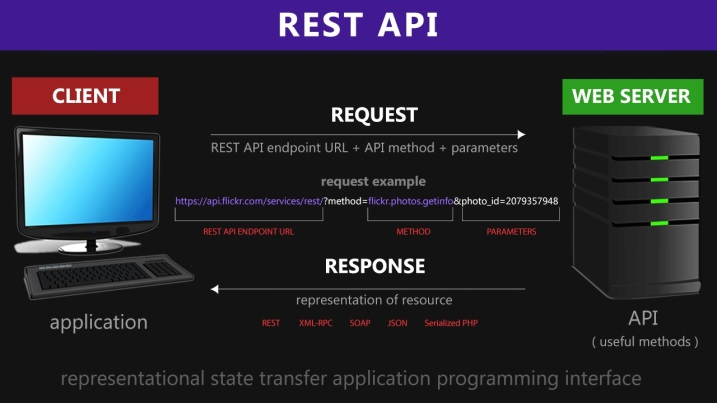 REST API
CLIENT
WEB SERVER
REQUEST
REST API endpoint URL + API method + parameters
request example
https://api.flickr.com/services/rest/?method=flickr.photos.getinfo&photo_id=2079357948
REST API ENDPOINT URL METHOD PARAMETERS
RESPONSE
representation of resource
REST XML-RPC SOAP JSON Serialized PHP
application
API
( useful methods )
representational state transfer application programming interface